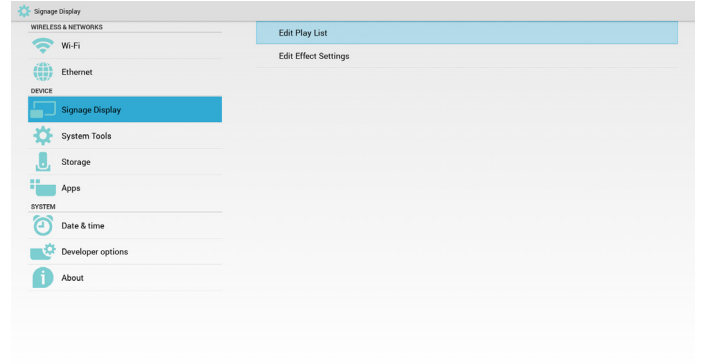 Signage Display
WIRELESS & NETWORKS
Wi-Fi
Ethernet
DEVICE
Signage Display
System Tools
Storage
Apps
SYSTEM
Date & time
Developer options
About
Edit Play List
Edit Effect Settings